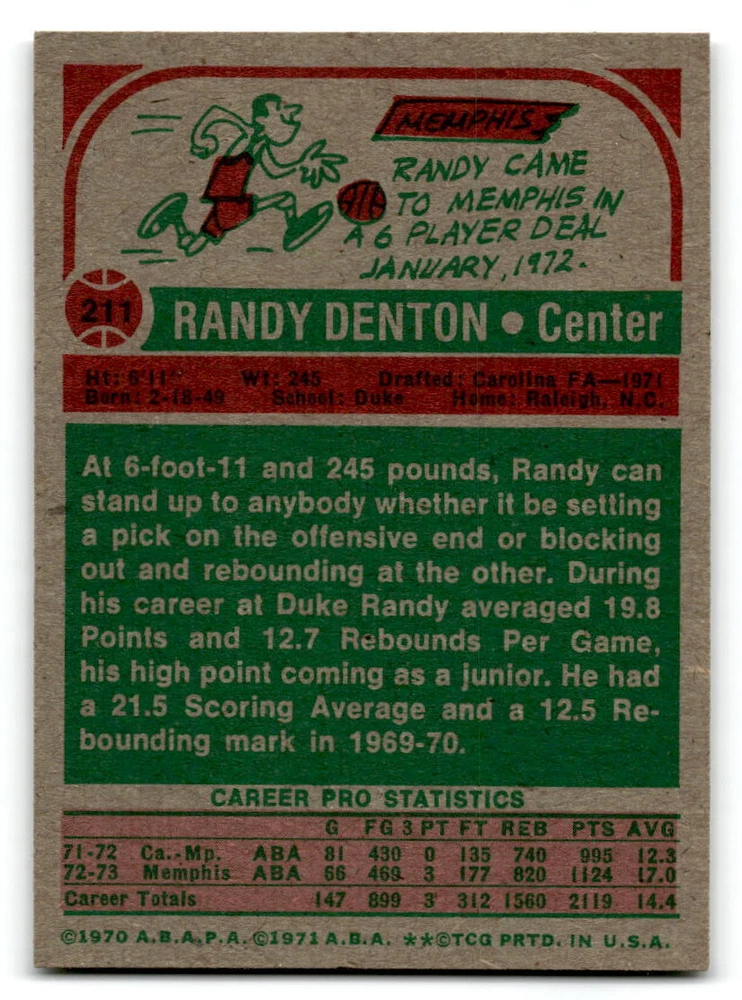 MEMPHIS
RANDY CAME
TO MEMPHIS IN
A 6 PLAYER DEAL
JANUARY, 1972.
211
RANDY DENTON • Center
Ht: 6'11" Wt: 245 Drafted: Carolina FA—1971
Born: 2-18-49 School: Duke Home: Raleigh, N.C.
At 6-foot-11 and 245 pounds, Randy can
stand up to anybody whether it be setting
a pick on the offensive end or blocking
out and rebounding at the other. During
his career at Duke Randy averaged 19.8
Points and 12.7 Rebounds Per Game,
his high point coming as a junior. He had
a 21.5 Scoring Average and a 12.5 Re-
bounding mark in 1969-70.
CAREER PRO STATISTICS
G FG 3 PT FT REB PTS AVG
71-72 Ca.-Mp. ABA 81 430 0 135 740 995 12.3
72-73 Memphis ABA 66 469 3 177 820 1124 17.0
Career Totals 147 899 3 312 1560 2119 14.4
©1970 A.B.A.P.A. ©1971 A.B.A. **©TCG PRTD. IN U.S.A.